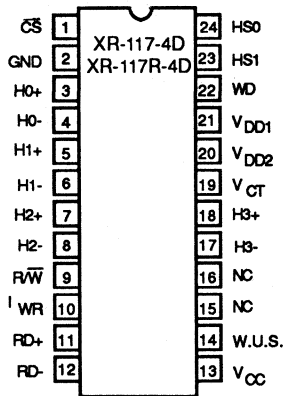 XR-117-4D
XR-117R-4D
C̅S̅ 1 24 HS0
GND 2 23 HS1
H0+ 3 22 WD
H0- 4 21 VDD1
H1+ 5 20 VDD2
H1- 6 19 VCT
H2+ 7 18 H3+
H2- 8 17 H3-
R/W̅ 9 16 NC
IWR 10 15 NC
RD+ 11 14 W.U.S.
RD- 12 13 VCC